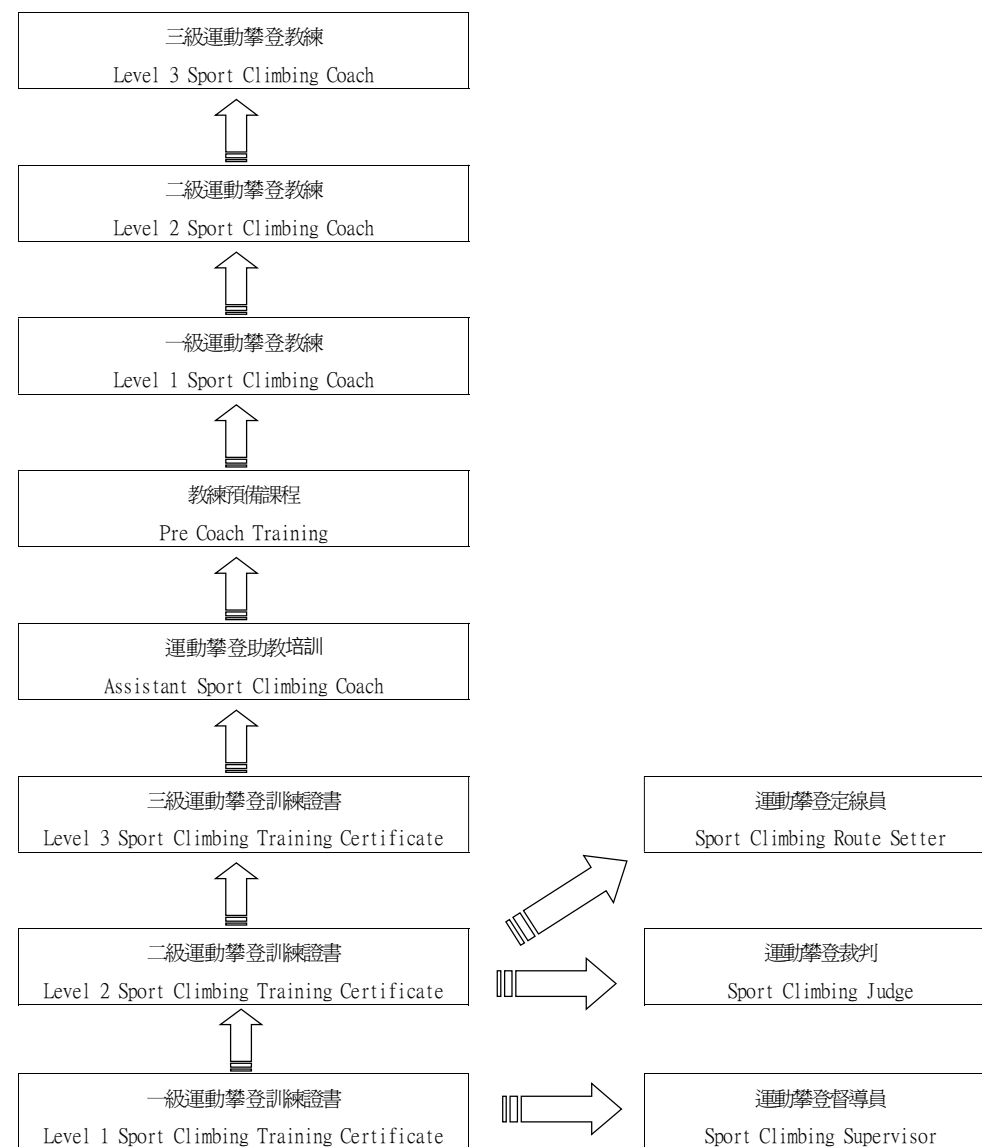 三級運動攀登教練
Level 3 Sport Climbing Coach
二級運動攀登教練
Level 2 Sport Climbing Coach
一級運動攀登教練
Level 1 Sport Climbing Coach
教練預備課程
Pre Coach Training
運動攀登助教培訓
Assistant Sport Climbing Coach
三級運動攀登訓練證書
Level 3 Sport Climbing Training Certificate
運動攀登定線員
Sport Climbing Route Setter
二級運動攀登訓練證書
Level 2 Sport Climbing Training Certificate
運動攀登裁判
Sport Climbing Judge
一級運動攀登訓練證書
Level 1 Sport Climbing Training Certificate
運動攀登督導員
Sport Climbing Supervisor